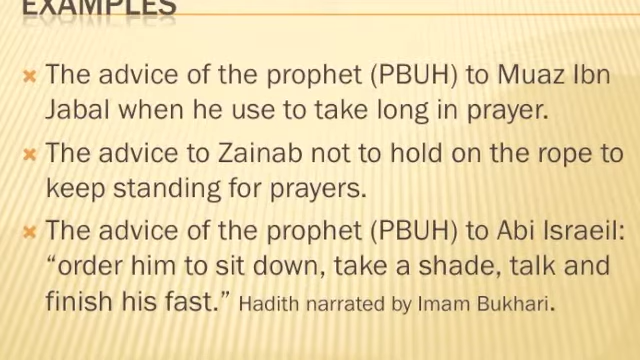 EXAMPLES
The advice of the prophet (PBUH) to Muaz Ibn
Jabal when he use to take long in prayer.
The advice to Zainab not to hold on the rope to
keep standing for prayers.
The advice of the prophet (PBUH) to Abi Israeil:
“order him to sit down, take a shade, talk and
finish his fast.” Hadith narrated by Imam Bukhari.